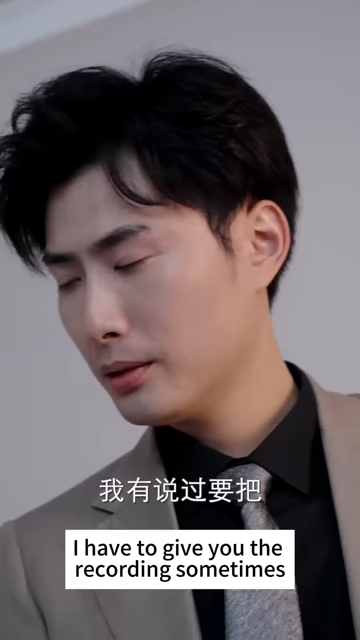 我有说过要把
I have to give you the
recording sometimes